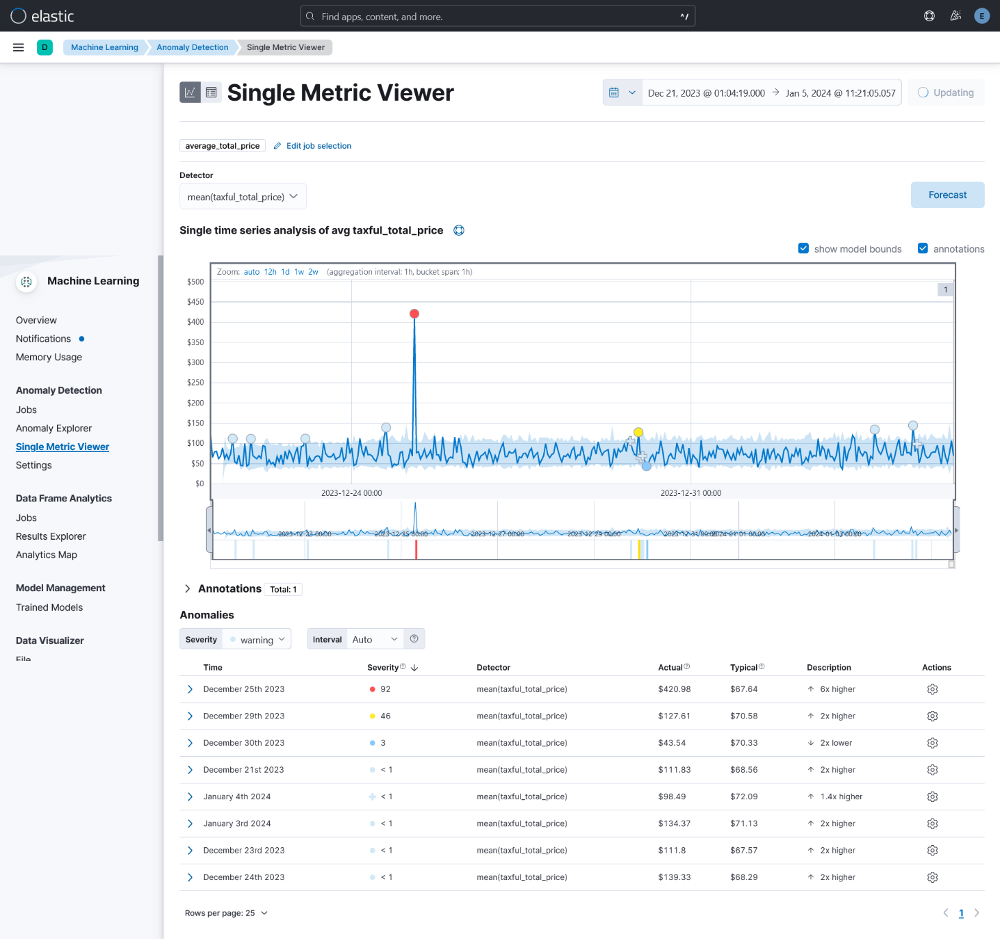 elastic
Find apps, content, and more.
^/
E
D
Machine Learning
Anomaly Detection
Single Metric Viewer
Single Metric Viewer
Dec 21, 2023 @ 01:04:19.000 → Jan 5, 2024 @ 11:21:05.057
Updating
average_total_price
Edit job selection
Detector
mean(taxful_total_price)
Forecast
Single time series analysis of avg taxful_total_price
show model bounds
annotations
Zoom: auto 12h 1d 1w 2w (aggregation interval: 1h, bucket span: 1h)
1
$500
$450
$400
$350
$300
$250
$200
$150
$100
$50
$0
2023-12-24 00:00
2023-12-31 00:00
2023-12-23 00:00
2023-12-25 00:00
2023-12-27 00:00
2023-12-29 00:00
2023-12-31 00:00
2024-01-01 00:00
2024-01-03 00:00
Machine Learning
Overview
Notifications
Memory Usage
Anomaly Detection
Jobs
Anomaly Explorer
Single Metric Viewer
Settings
Data Frame Analytics
Jobs
Results Explorer
Analytics Map
Model Management
Trained Models
Data Visualizer
File
Annotations Total: 1
Anomalies
Severity warning Interval Auto
Time Severity Detector Actual Typical Description Actions
December 25th 2023 92 mean(taxful_total_price) $420.98 $67.64 ↑ 6x higher
December 29th 2023 46 mean(taxful_total_price) $127.61 $70.58 ↑ 2x higher
December 30th 2023 3 mean(taxful_total_price) $43.54 $70.33 ↓ 2x lower
December 21st 2023 < 1 mean(taxful_total_price) $111.83 $68.56 ↑ 2x higher
January 4th 2024 < 1 mean(taxful_total_price) $98.49 $72.09 ↑ 1.4x higher
January 3rd 2024 < 1 mean(taxful_total_price) $134.37 $71.13 ↑ 2x higher
December 23rd 2023 < 1 mean(taxful_total_price) $111.8 $67.57 ↑ 2x higher
December 24th 2023 < 1 mean(taxful_total_price) $139.33 $68.29 ↑ 2x higher
Rows per page: 25
1